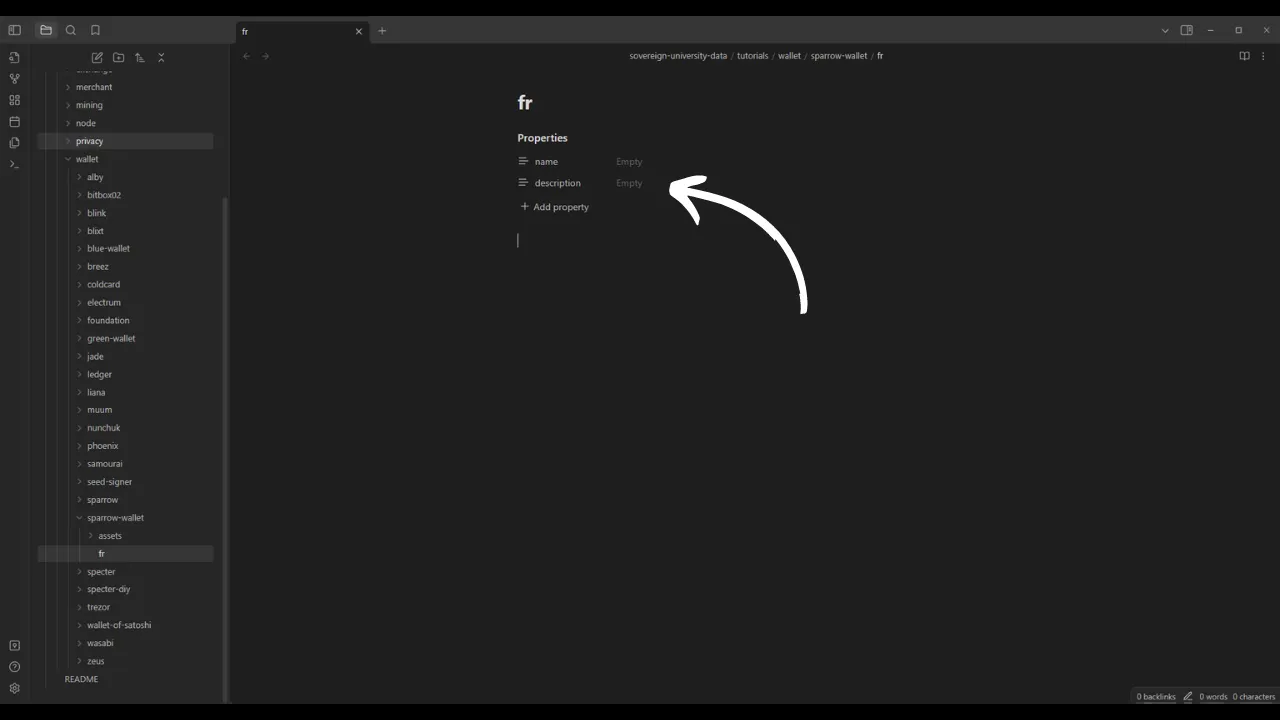 fr
sovereign-university-data / tutorials / wallet / sparrow-wallet / fr
merchant
mining
node
privacy
wallet
alby
bitbox02
blink
blixt
blue-wallet
breez
coldcard
electrum
foundation
green-wallet
jade
ledger
liana
muum
nunchuk
phoenix
samourai
seed-signer
sparrow
sparrow-wallet
assets
fr
specter
specter-diy
trezor
wallet-of-satoshi
wasabi
zeus
README
fr
Properties
name Empty
description Empty
Add property
0 backlinks 0 words 0 characters